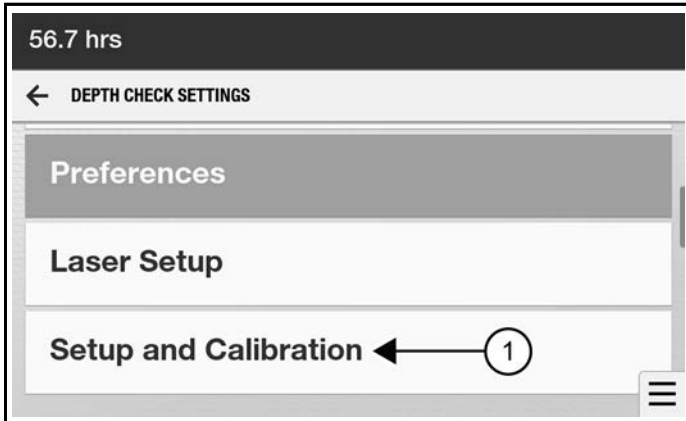 56.7 hrs
DEPTH CHECK SETTINGS
Preferences
Laser Setup
Setup and Calibration 1